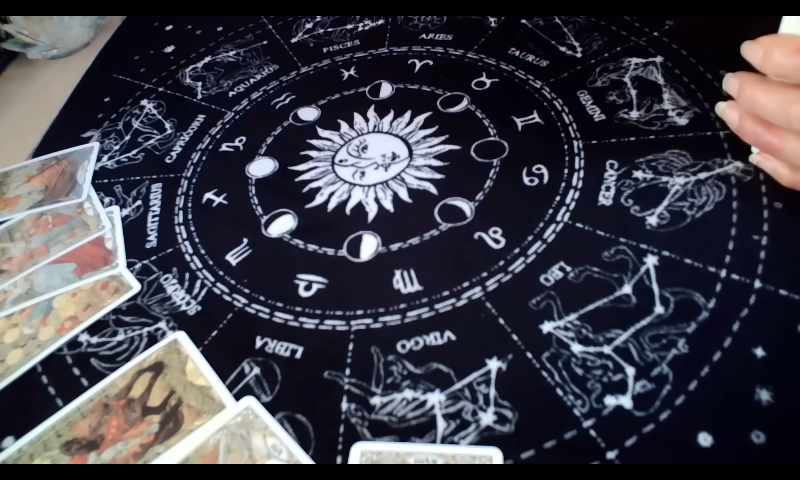 PISCES
ARIES
TAURUS
AQUARIUS
GEMINI
CAPRICORN
CANCER
SAGITTARIUS
SCORPIO
LEO
LIBRA
VIRGO